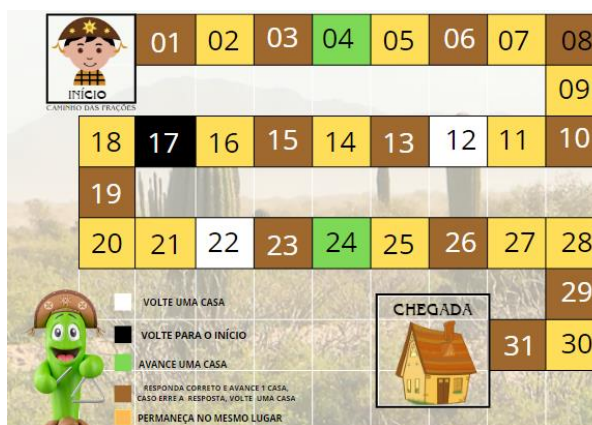 01 02 03 04 05 06 07 08
INÍCIO
CAMINHO DAS FRAÇÕES
09
18 17 16 15 14 13 12 11 10
19
20 21 22 23 24 25 26 27 28
29
VOLTE UMA CASA
CHEGADA
VOLTE PARA O INÍCIO
31 30
AVANCE UMA CASA
RESPONDA CORRETO E AVANCE 1 CASA,
CASO ERRE A RESPOSTA, VOLTE UMA CASA
PERMANEÇA NO MESMO LUGAR